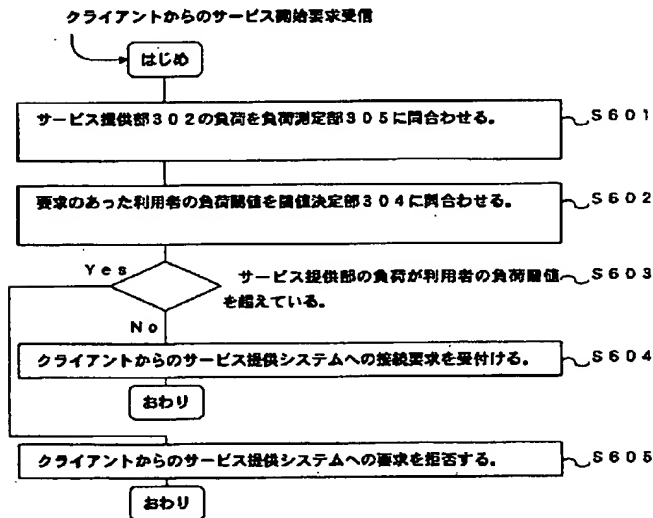 クライアントからのサービス開始要求受信
はじめ
サービス提供部302の負荷を負荷測定部305に問合わせる。
S601
要求のあった利用者の負荷閾値を閾値決定部304に問合わせる。
S602
Yes
サービス提供部の負荷が利用者の負荷閾値
を超えている。
S603
No
クライアントからのサービス提供システムへの接続要求を受付ける。
S604
おわり
クライアントからのサービス提供システムへの要求を拒否する。
S605
おわり